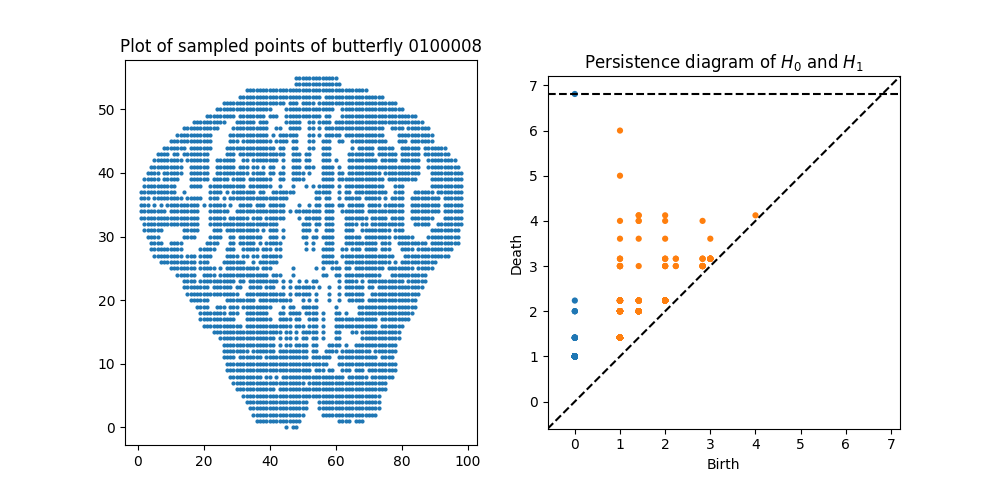 Plot of sampled points of butterfly 0100008
50
40
30
20
10
0
0 20 40 60 80 100
Persistence diagram of H₀ and H₁
7
6
5
4
3
2
1
0
Death
0 1 2 3 4 5 6 7
Birth